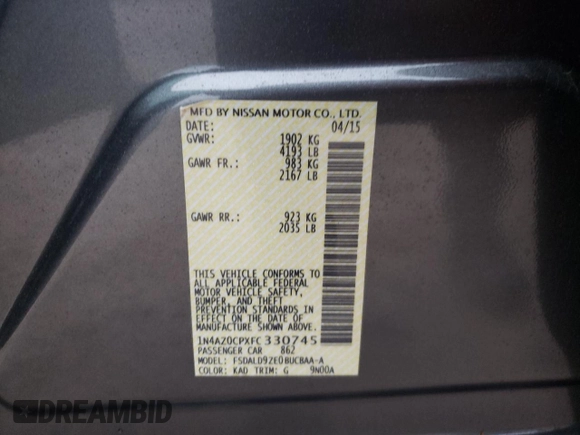 MFD BY NISSAN MOTOR CO., LTD.
DATE: 04/15
GVWR: 1902 KG
4193 LB
GAWR FR.: 983 KG
2167 LB
GAWR RR.: 923 KG
2035 LB
THIS VEHICLE CONFORMS TO
ALL APPLICABLE FEDERAL
MOTOR VEHICLE SAFETY,
BUMPER, AND THEFT
PREVENTION STANDARDS IN
EFFECT ON THE DATE OF
MANUFACTURE SHOWN ABOVE.
1N4AZ0CPXFC330745
PASSENGER CAR 862
MODEL: FSDALD9ZE0BUCBAA-A
COLOR: KAD TRIM: G 9N00A
DREAMBID